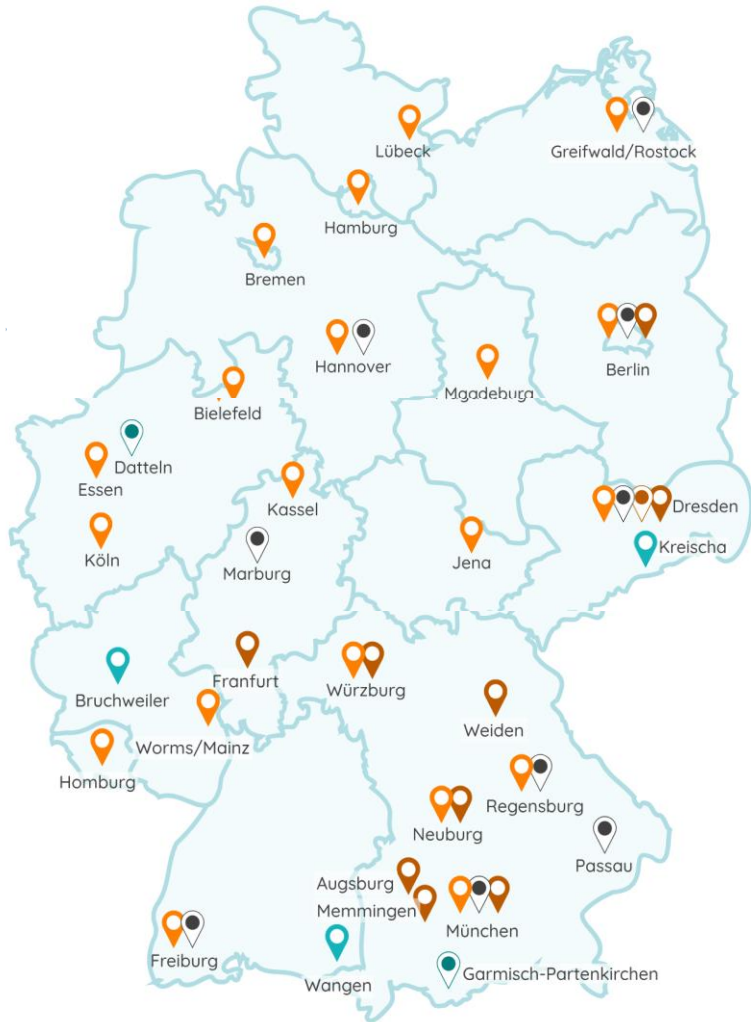 Lübeck
Greifwald/Rostock
Hamburg
Bremen
Hannover
Berlin
Mgadeburg
Bielefeld
Datteln
Essen
Kassel
Dresden
Köln
Marburg
Jena
Kreischa
Franfurt
Würzburg
Bruchweiler
Weiden
Worms/Mainz
Homburg
Regensburg
Neuburg
Passau
Augsburg
Memmingen
München
Freiburg
Garmisch-Partenkirchen
Wangen